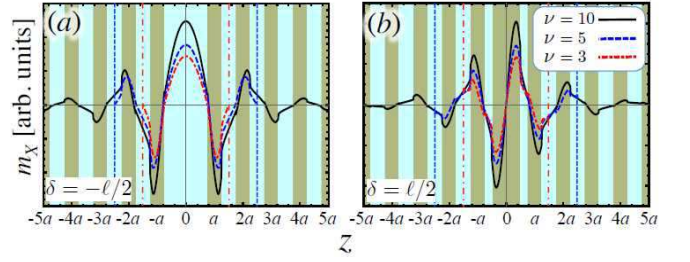 (a)
(b)
ν = 10
ν = 5
ν = 3
m_X [arb. units]
δ = −ℓ/2
δ = ℓ/2
-5a -4a -3a -2a -a 0 a 2a 3a 4a 5a
-5a -4a -3a -2a -a 0 a 2a 3a 4a 5a
z